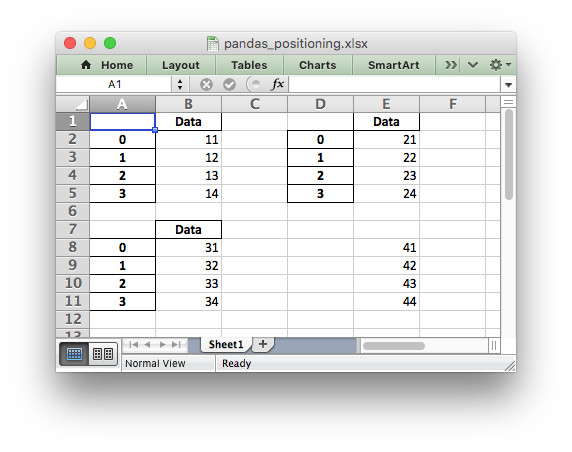 pandas_positioning.xlsx
Home Layout Tables Charts SmartArt
A1 fx
A B C D E F
1 Data Data
2 0 11 0 21
3 1 12 1 22
4 2 13 2 23
5 3 14 3 24
6
7 Data
8 0 31 41
9 1 32 42
10 2 33 43
11 3 34 44
12
13
Sheet1
Normal View Ready